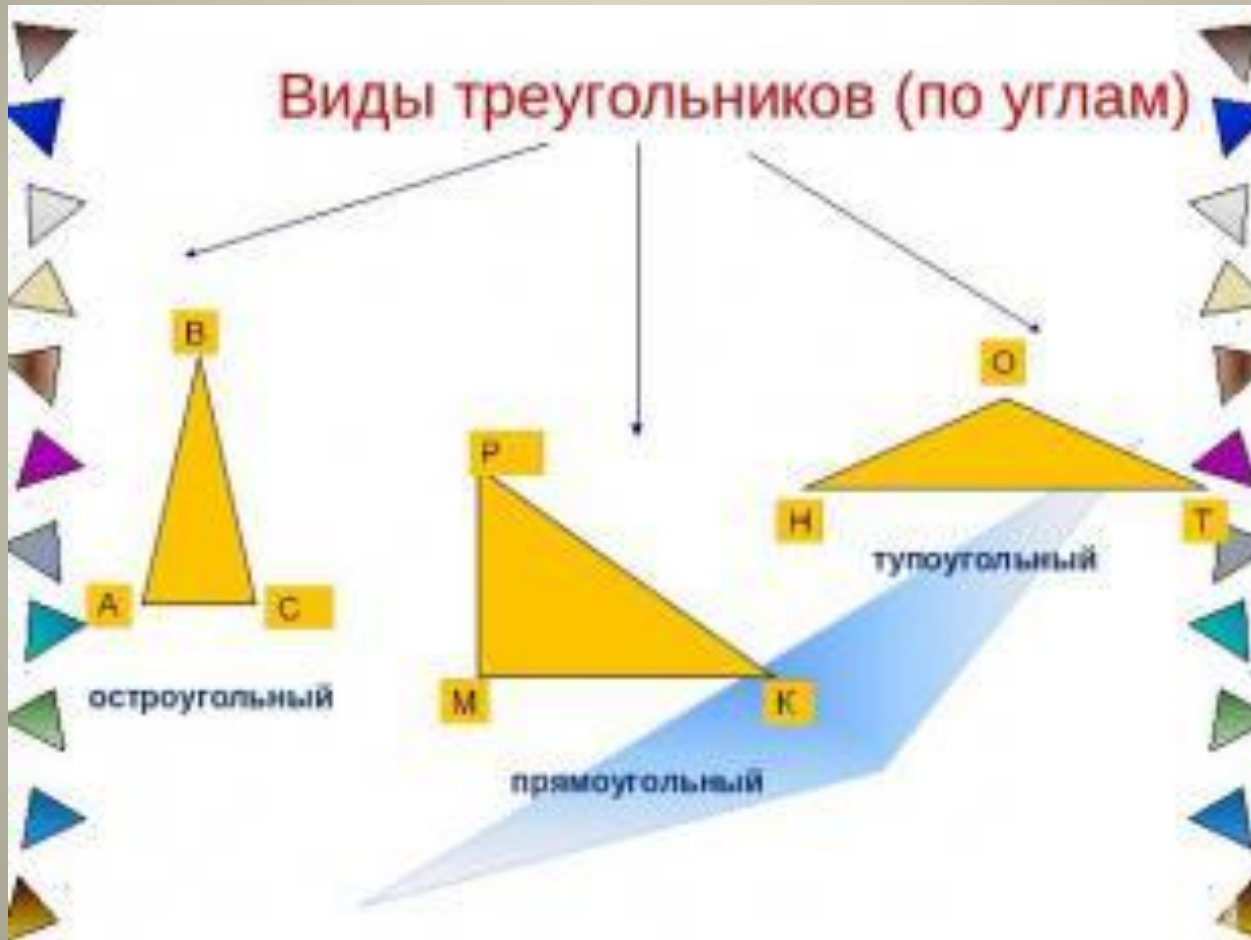 Виды треугольников (по углам)
В
А
С
остроугольный
Р
М
К
прямоугольный
О
Н
Т
тупоугольный